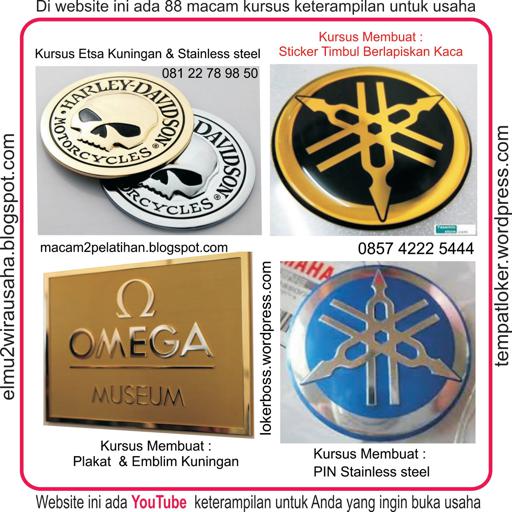 Di website ini ada 88 macam kursus keterampilan untuk usaha
Kursus Etsa Kuningan & Stainless steel
081 22 78 98 50
Kursus Membuat :
Sticker Timbul Berlapiskan Kaca
HARLEY-DAVIDSON
MOTORCYCLES
DAVIDSON
MOTORCYCLES
macam2pelatihan.blogspot.com
0857 4222 5444
elmu2wirausaha.blogspot.com
tempatloker.wordpress.com
lokerboss.wordpress.com
Ω
OMEGA
MUSEUM
YAMAHA
Kursus Membuat :
Plakat & Emblim Kuningan
Kursus Membuat :
PIN Stainless steel
Website ini ada YouTube keterampilan untuk Anda yang ingin buka usaha